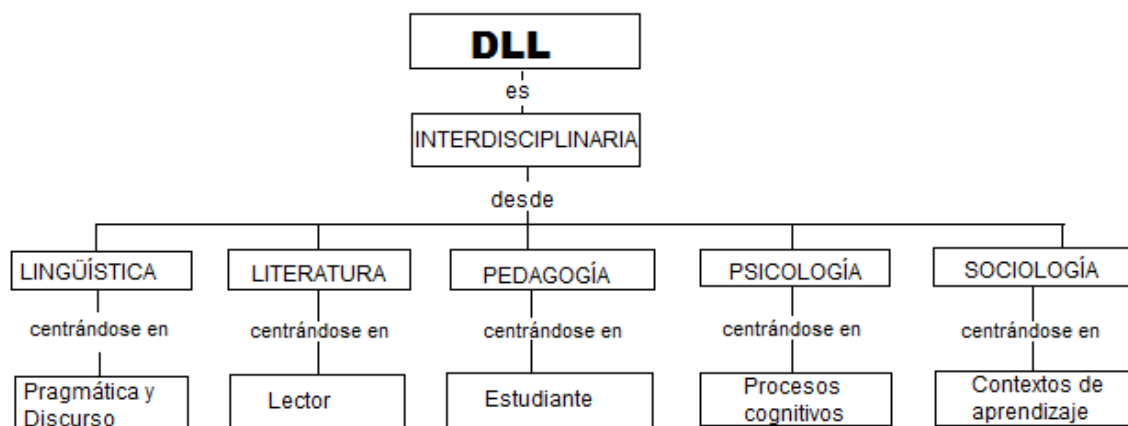 DLL
es
INTERDISCIPLINARIA
desde
LINGÜÍSTICA
LITERATURA
PEDAGOGÍA
PSICOLOGÍA
SOCIOLOGÍA
centrándose en
centrándose en
centrándose en
centrándose en
centrándose en
Pragmática y
Discurso
Lector
Estudiante
Procesos
cognitivos
Contextos de
aprendizaje